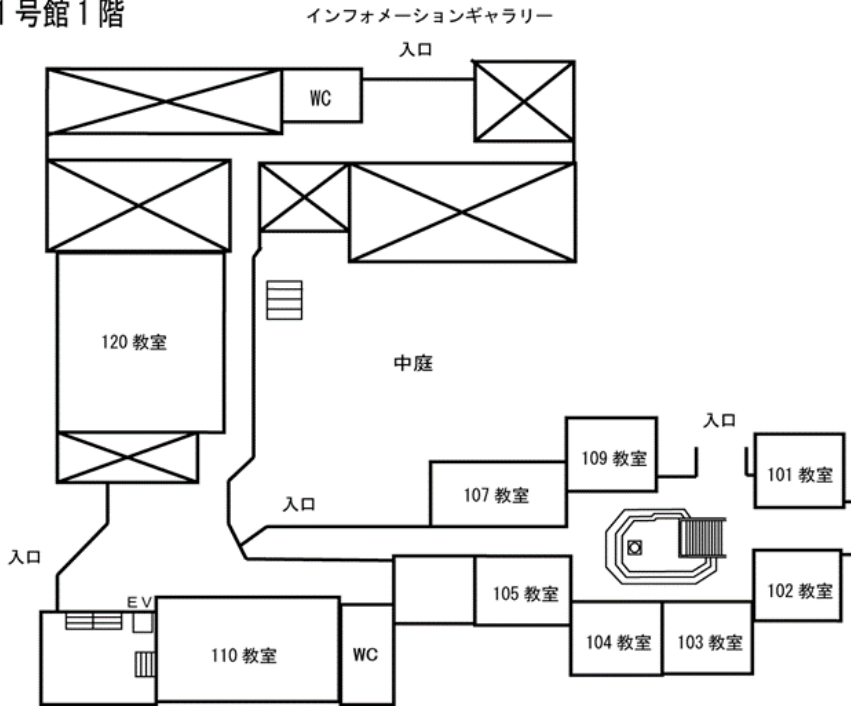 1号館1階
インフォメーションギャラリー
入口
WC
120 教室
中庭
入口
109 教室
101 教室
107 教室
入口
入口
102 教室
105 教室
EV
104 教室
103 教室
110 教室
WC